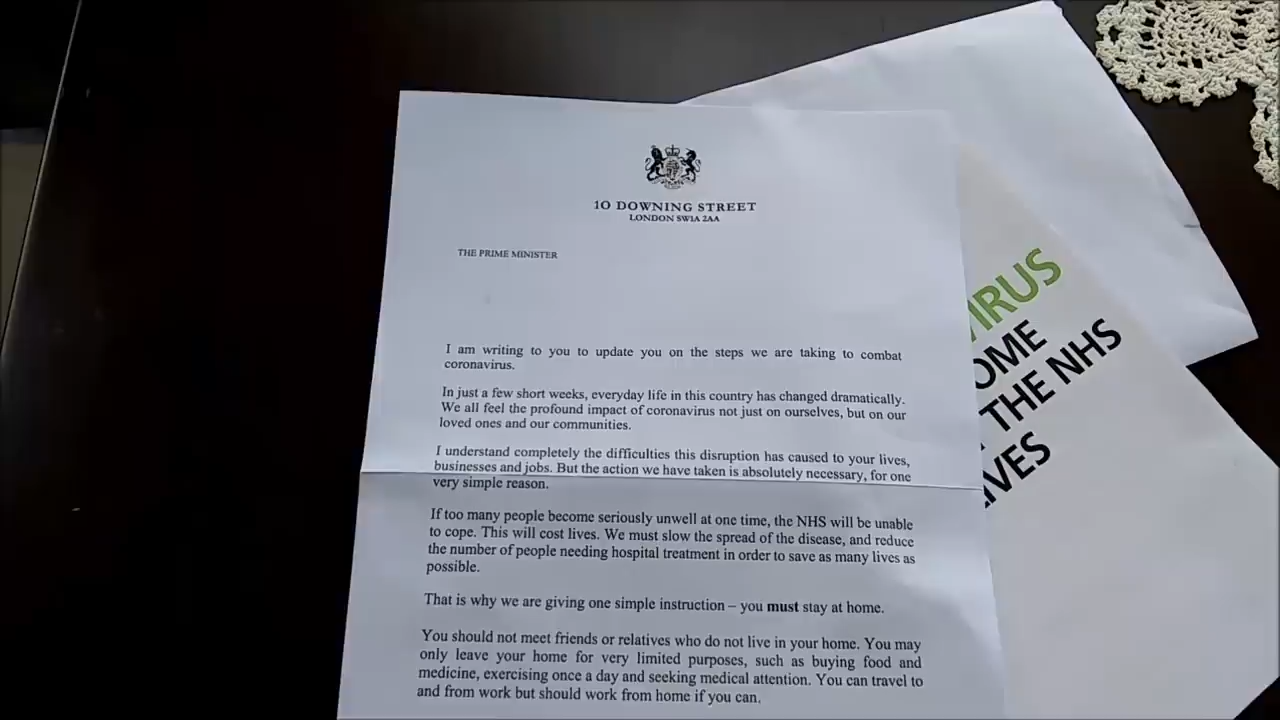 10 DOWNING STREET
LONDON SW1A 2AA
THE PRIME MINISTER
I am writing to you to update you on the steps we are taking to combat
coronavirus.
In just a few short weeks, everyday life in this country has changed dramatically.
We all feel the profound impact of coronavirus not just on ourselves, but on our
loved ones and our communities.
I understand completely the difficulties this disruption has caused to your lives,
businesses and jobs. But the action we have taken is absolutely necessary, for one
very simple reason.
If too many people become seriously unwell at one time, the NHS will be unable
to cope. This will cost lives. We must slow the spread of the disease, and reduce
the number of people needing hospital treatment in order to save as many lives as
possible.
That is why we are giving one simple instruction – you must stay at home.
You should not meet friends or relatives who do not live in your home. You may
only leave your home for very limited purposes, such as buying food and
medicine, exercising once a day and seeking medical attention. You can travel to
and from work but should work from home if you can.
IRUS
OME
THE NHS
IVES